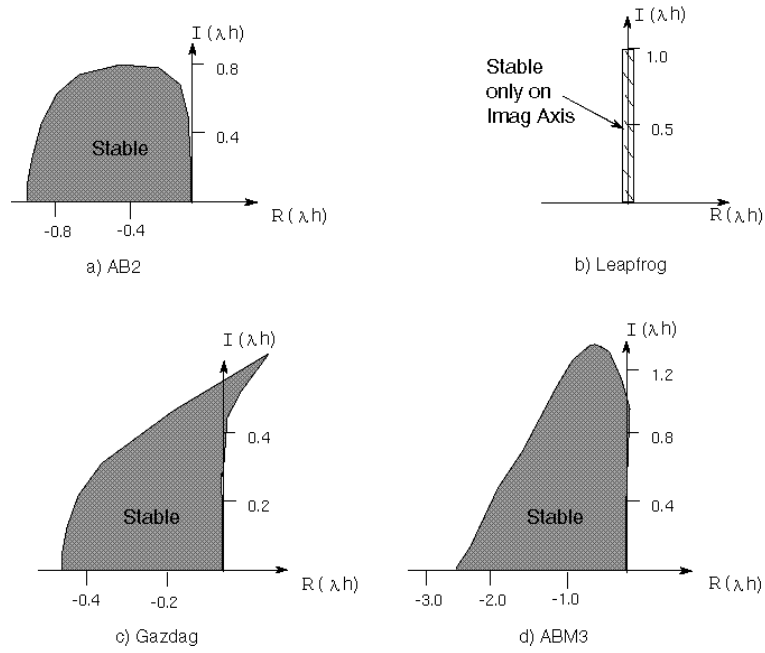 I (λh)
0.8
0.4
Stable
R(λh)
-0.8
-0.4
a) AB2
I (λh)
1.0
Stable
only on
Imag Axis
0.5
R(λh)
b) Leapfrog
I (λh)
0.4
0.2
Stable
R(λh)
-0.4
-0.2
c) Gazdag
I (λh)
1.2
0.8
0.4
Stable
R(λh)
-3.0
-2.0
-1.0
d) ABM3